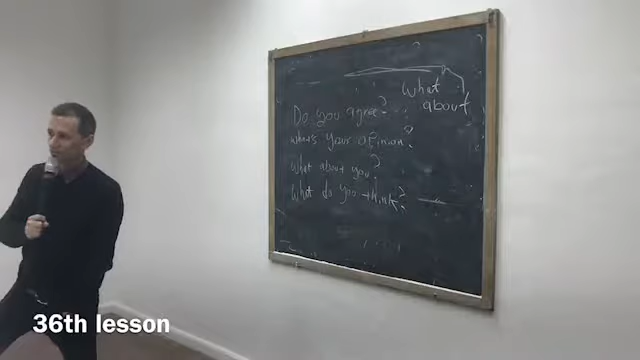 What
about
Do you agree?
what's your opinion?
What about you?
What do you think?
36th lesson